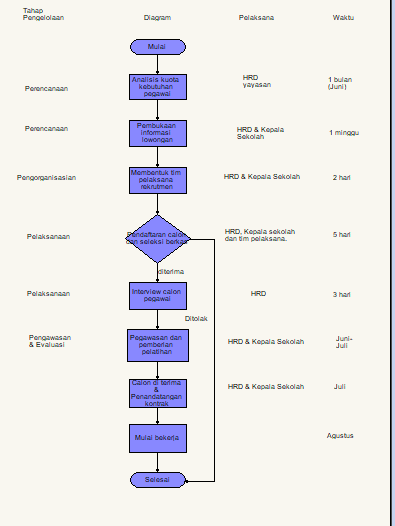 Tahap
Pengelolaan
Diagram
Pelaksana
Waktu
Mulai
Perencanaan
Analisis kuota
kebutuhan
pegawai
HRD
yayasan
1 bulan
(Juni)
Perencanaan
Pembukaan
informasi
lowongan
HRD & Kepala
Sekolah
1 minggu
Pengorganisasian
Membentuk tim
pelaksana
rekrutmen
HRD & Kepala Sekolah
2 hari
Pelaksanaan
Pendaftaran calon
dan seleksi berkas
HRD, Kepala sekolah
dan tim pelaksana.
5 hari
diterima
Pelaksanaan
Interview calon
pegawai
HRD
3 hari
Ditolak
Pengawasan
& Evaluasi
Pegawasan dan
pemberian
pelatihan
HRD & Kepala Sekolah
Juni-
Juli
Calon di terima
&
Penandatangan
kontrak
HRD & Kepala Sekolah
Juli
Mulai bekerja
Agustus
Selesai